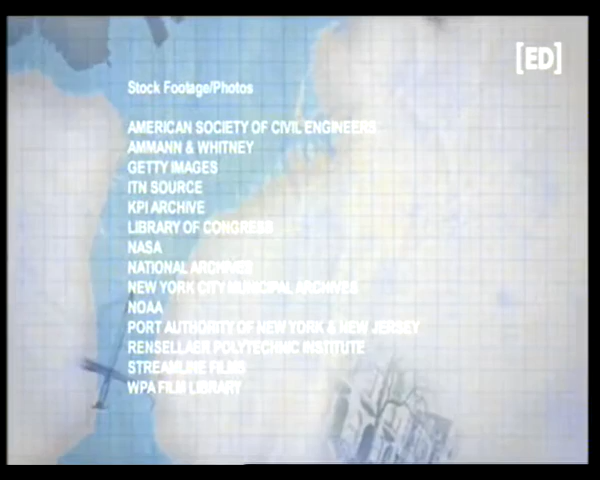 [ED]
Stock Footage/Photos
AMERICAN SOCIETY OF CIVIL ENGINEERS
AMMANN & WHITNEY
GETTY IMAGES
ITN SOURCE
KPI ARCHIVE
LIBRARY OF CONGRESS
NASA
NATIONAL ARCHIVES
NEW YORK CITY MUNICIPAL ARCHIVES
NOAA
PORT AUTHORITY OF NEW YORK & NEW JERSEY
RENSELLAER POLYTECHNIC INSTITUTE
STREAMLINE FILMS
WPA FILM LIBRARY